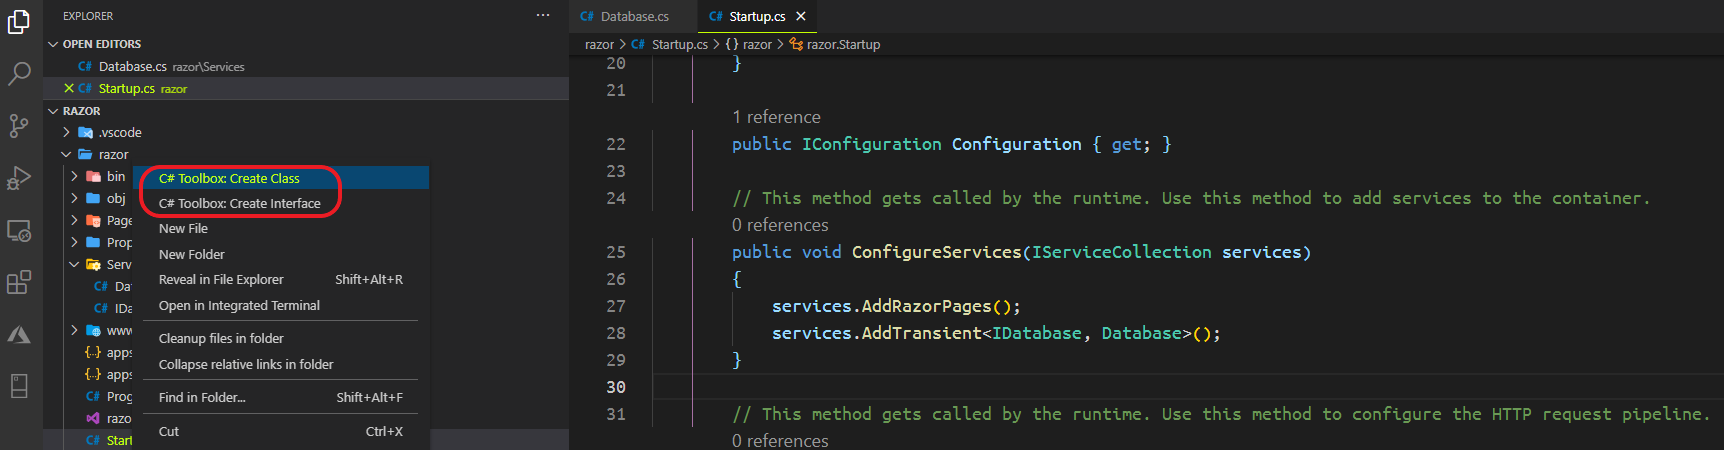 EXPLORER
OPEN EDITORS
C# Database.cs razor\Services
C# Startup.cs razor
RAZOR
.vscode
razor
bin
obj
Page
Prop
Serv
C# Da
C# IDa
www
{..} apps
{..} apps
C# Prog
razo
C# Start
C# Toolbox: Create Class
C# Toolbox: Create Interface
New File
New Folder
Reveal in File Explorer Shift+Alt+R
Open in Integrated Terminal
Cleanup files in folder
Collapse relative links in folder
Find in Folder... Shift+Alt+F
Cut Ctrl+X
C# Database.cs C# Startup.cs
razor > C# Startup.cs > {} razor > razor.Startup
20 }
21
1 reference
22 public IConfiguration Configuration { get; }
23
24 // This method gets called by the runtime. Use this method to add services to the container.
0 references
25 public void ConfigureServices(IServiceCollection services)
26 {
27 services.AddRazorPages();
28 services.AddTransient<IDatabase, Database>();
29 }
30
31 // This method gets called by the runtime. Use this method to configure the HTTP request pipeline.
0 references